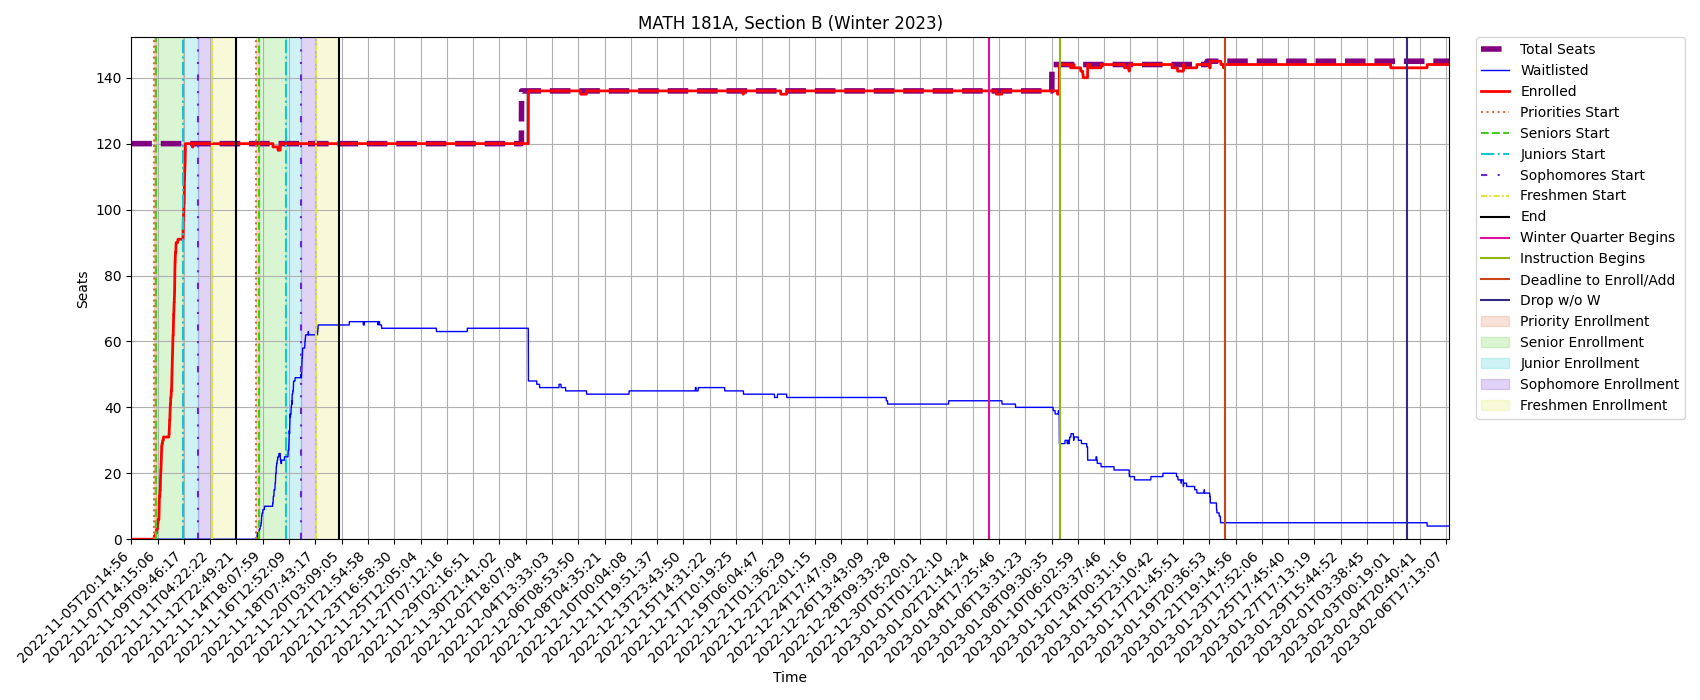 MATH 181A, Section B (Winter 2023)
Total Seats
Waitlisted
Enrolled
Priorities Start
Seniors Start
Juniors Start
Sophomores Start
Freshmen Start
End
Winter Quarter Begins
Instruction Begins
Deadline to Enroll/Add
Drop w/o W
Priority Enrollment
Senior Enrollment
Junior Enrollment
Sophomore Enrollment
Freshmen Enrollment
Seats
140
120
100
80
60
40
20
0
2022-11-05T20:14:56
2022-11-07T14:15:06
2022-11-09T09:46:17
2022-11-11T04:22:22
2022-11-12T22:49:21
2022-11-14T18:07:59
2022-11-16T12:52:09
2022-11-18T07:43:17
2022-11-20T03:09:05
2022-11-21T21:54:58
2022-11-23T16:58:30
2022-11-25T12:05:04
2022-11-27T07:12:16
2022-11-29T02:16:51
2022-11-30T21:41:02
2022-12-02T18:07:04
2022-12-04T13:33:03
2022-12-06T08:53:50
2022-12-08T04:35:21
2022-12-10T00:04:08
2022-12-11T19:51:37
2022-12-13T23:43:50
2022-12-15T14:31:22
2022-12-17T10:19:25
2022-12-19T06:04:47
2022-12-21T01:36:29
2022-12-22T22:01:15
2022-12-24T17:47:09
2022-12-26T13:43:09
2022-12-28T09:33:28
2022-12-30T05:20:01
2023-01-01T01:22:10
2023-01-02T21:14:24
2023-01-04T17:25:46
2023-01-06T13:31:23
2023-01-08T09:30:35
2023-01-10T06:02:59
2023-01-12T03:37:46
2023-01-14T00:31:16
2023-01-15T23:10:42
2023-01-17T21:45:51
2023-01-19T20:36:53
2023-01-21T19:14:56
2023-01-23T17:52:06
2023-01-25T17:45:40
2023-01-27T17:13:19
2023-01-29T15:44:52
2023-02-01T03:38:45
2023-02-03T00:19:01
2023-02-04T20:40:41
2023-02-06T17:13:07
Time